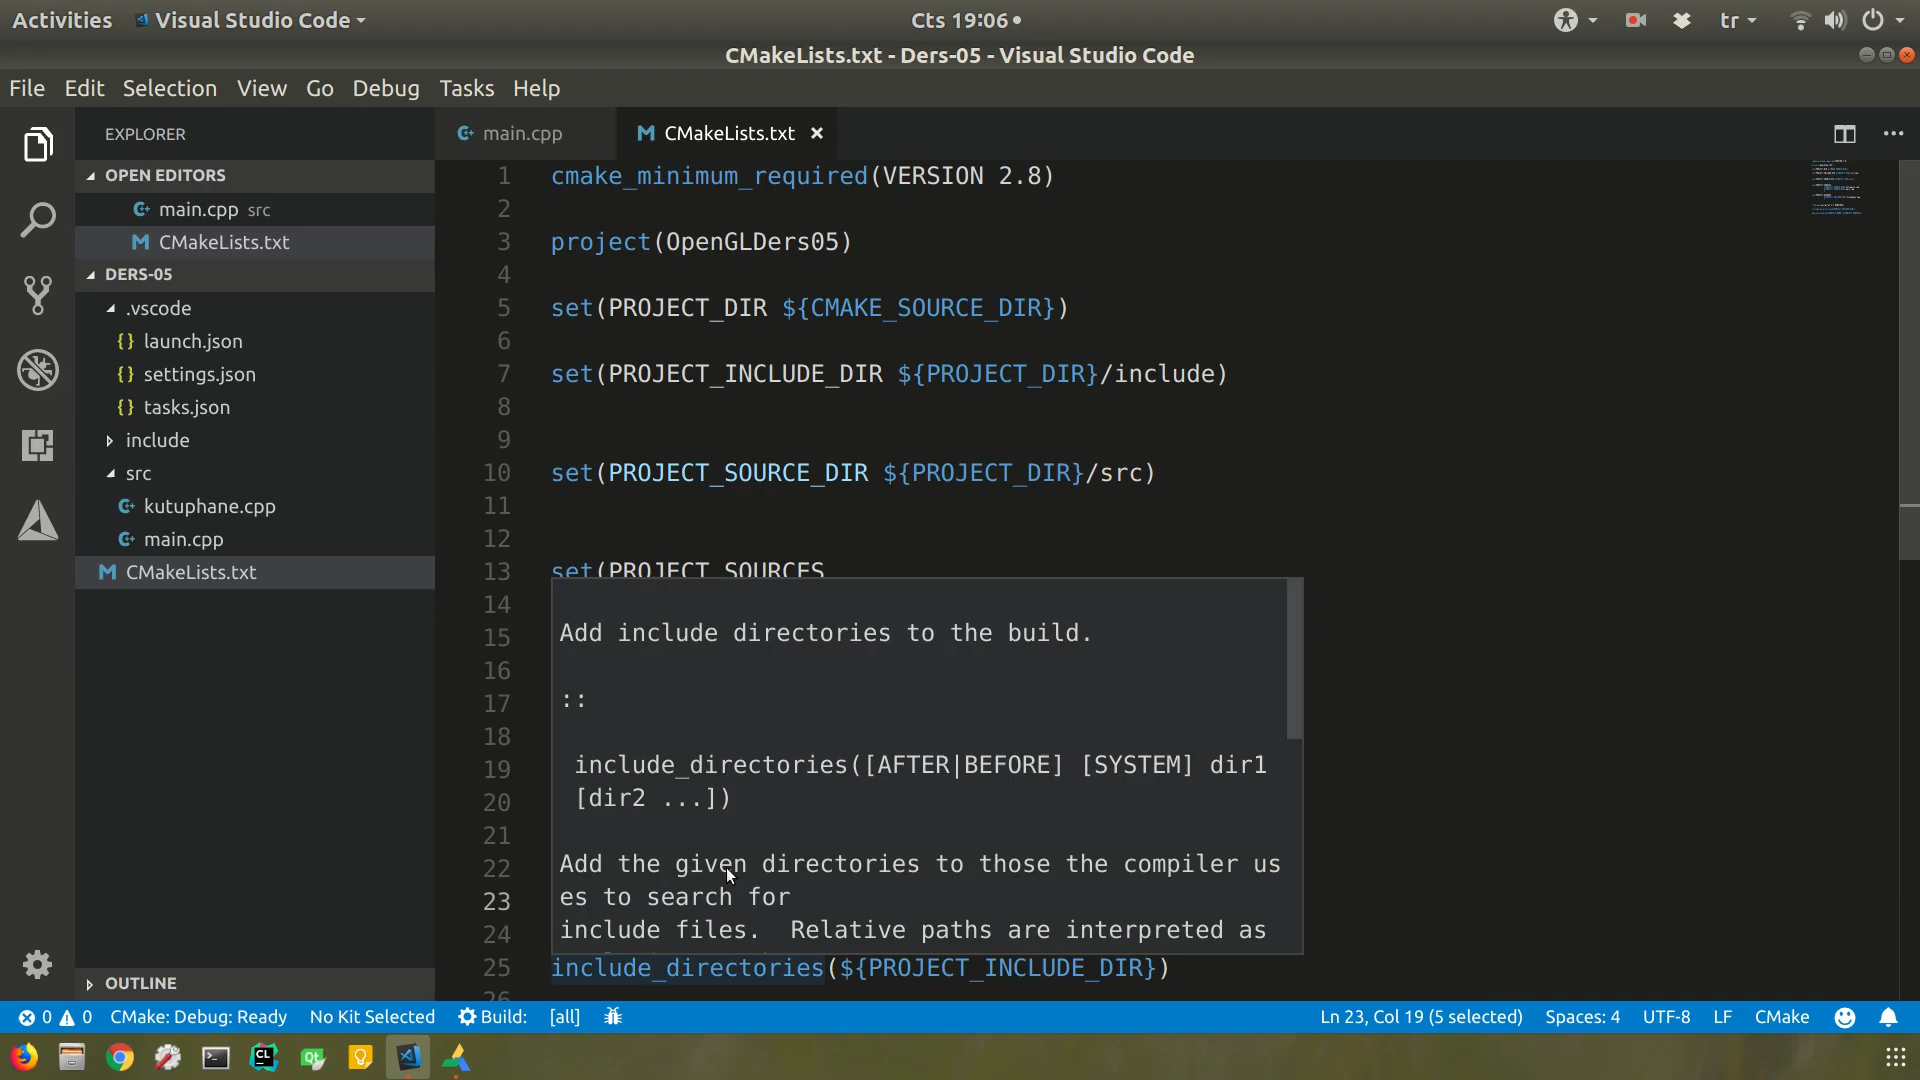 Activities Visual Studio Code Cts 19:06 tr
CMakeLists.txt - Ders-05 - Visual Studio Code
File Edit Selection View Go Debug Tasks Help
EXPLORER
OPEN EDITORS
main.cpp src
CMakeLists.txt
DERS-05
.vscode
launch.json
settings.json
tasks.json
include
src
kutuphane.cpp
main.cpp
CMakeLists.txt
OUTLINE
main.cpp CMakeLists.txt
1 cmake_minimum_required(VERSION 2.8)
2
3 project(OpenGLDers05)
4
5 set(PROJECT_DIR ${CMAKE_SOURCE_DIR})
6
7 set(PROJECT_INCLUDE_DIR ${PROJECT_DIR}/include)
8
9
10 set(PROJECT_SOURCE_DIR ${PROJECT_DIR}/src)
11
12
13 set(PROJECT_SOURCES
14
15
16
17
18
19
20
21
22
23
24
Add include directories to the build.
::
include_directories([AFTER|BEFORE] [SYSTEM] dir1
[dir2 ...])
Add the given directories to those the compiler us
es to search for
include files.  Relative paths are interpreted as
25 include_directories(${PROJECT_INCLUDE_DIR})
26
0 0 CMake: Debug: Ready No Kit Selected Build: [all] Ln 23, Col 19 (5 selected) Spaces: 4 UTF-8 LF CMake